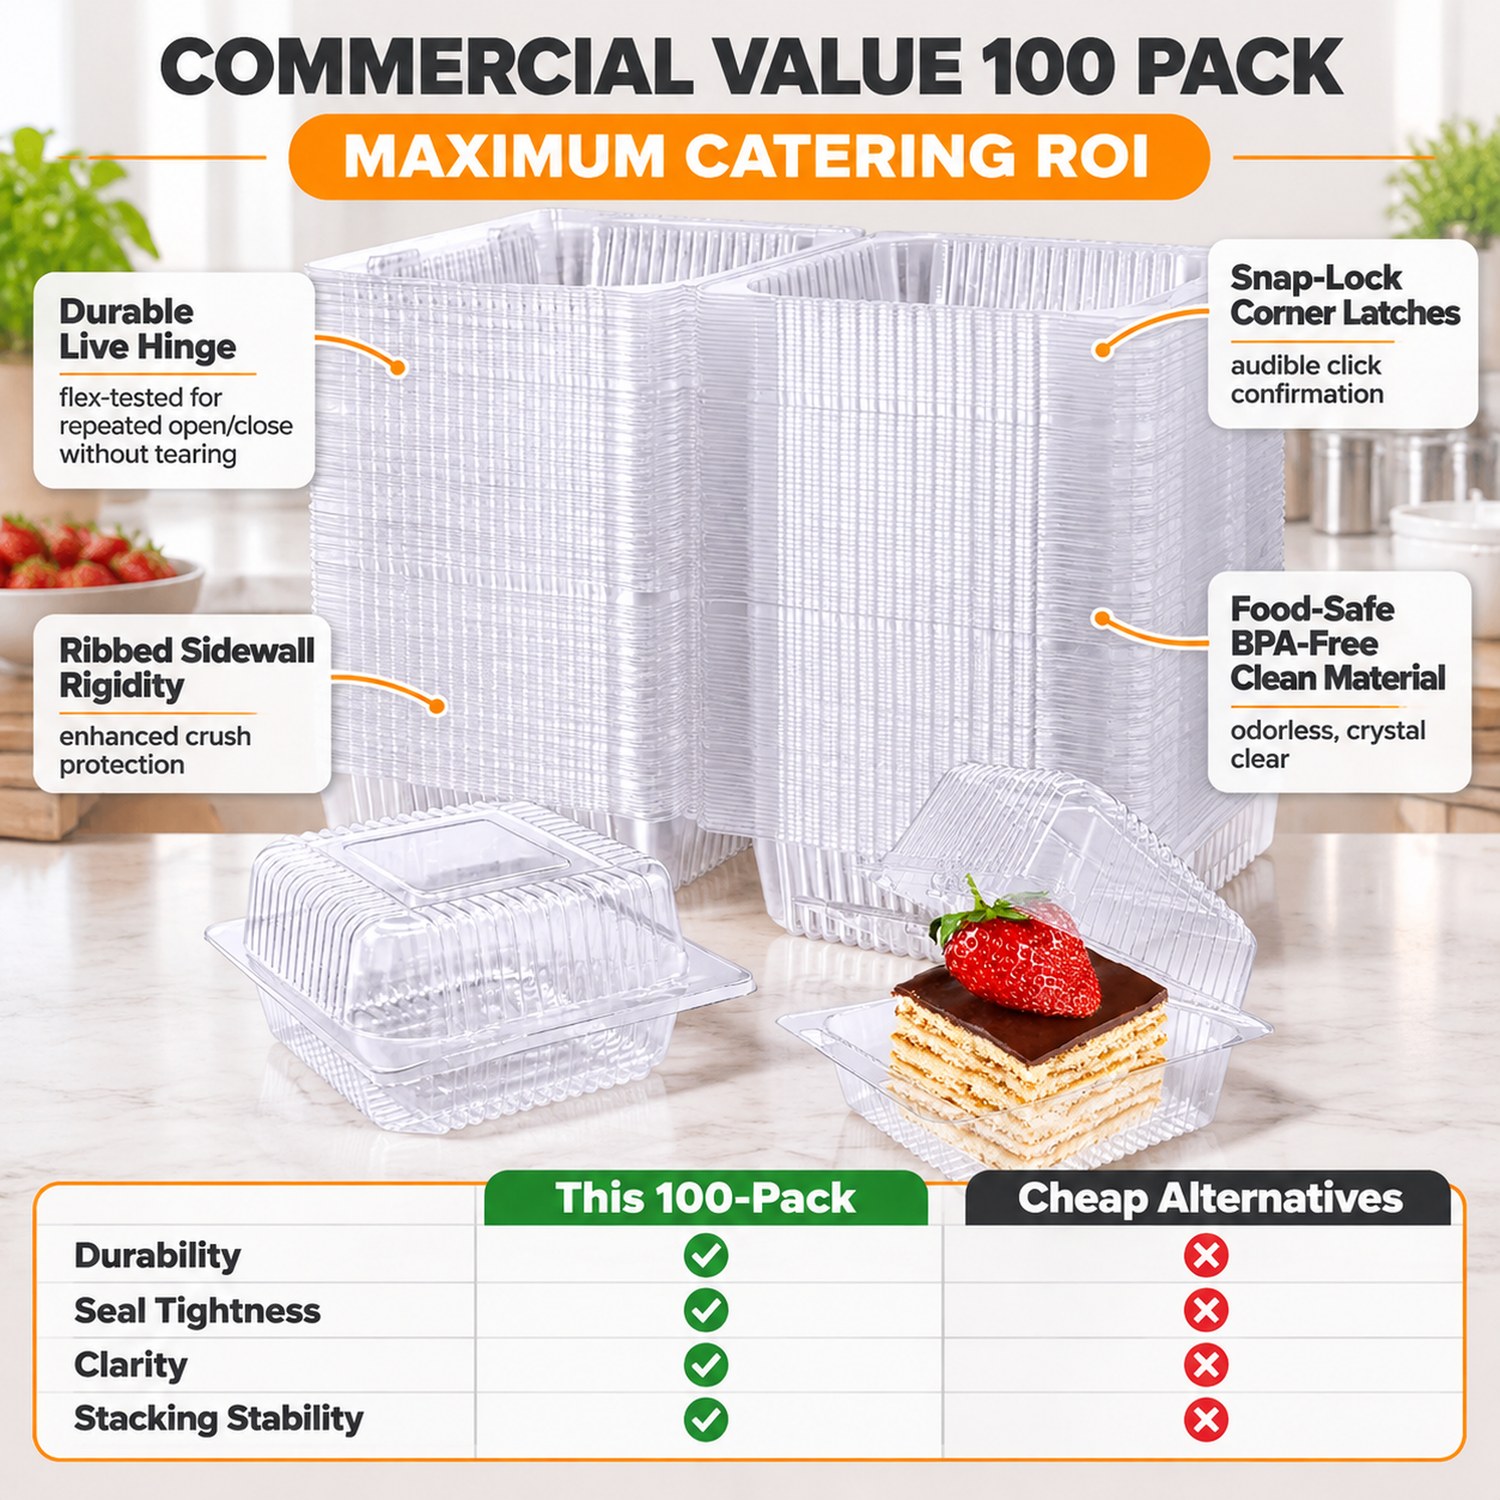 COMMERCIAL VALUE 100 PACK
MAXIMUM CATERING ROI
Durable
Live Hinge
flex-tested for
repeated open/close
without tearing
Snap-Lock
Corner Latches
audible click
confirmation
Ribbed Sidewall
Rigidity
enhanced crush
protection
Food-Safe
BPA-Free
Clean Material
odorless, crystal
clear
This 100-Pack Cheap Alternatives
Durability
Seal Tightness
Clarity
Stacking Stability